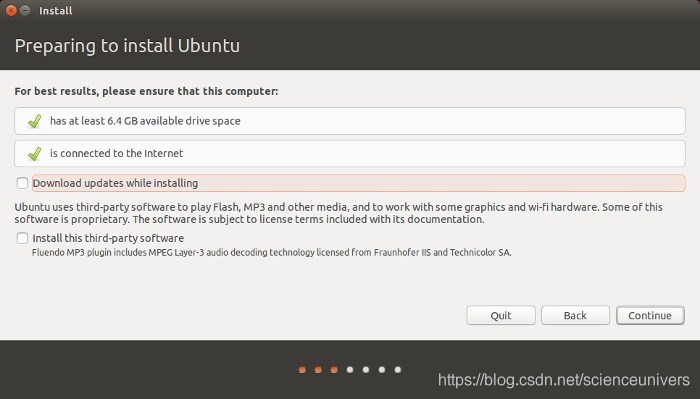 Install
Preparing to install Ubuntu
For best results, please ensure that this computer:
has at least 6.4 GB available drive space
is connected to the Internet
Download updates while installing
Ubuntu uses third-party software to play Flash, MP3 and other media, and to work with some graphics and wi-fi hardware. Some of this
software is proprietary. The software is subject to license terms included with its documentation.
Install this third-party software
Fluendo MP3 plugin includes MPEG Layer-3 audio decoding technology licensed from Fraunhofer IIS and Technicolor SA.
Quit
Back
Continue
https://blog.csdn.net/scienceunivers